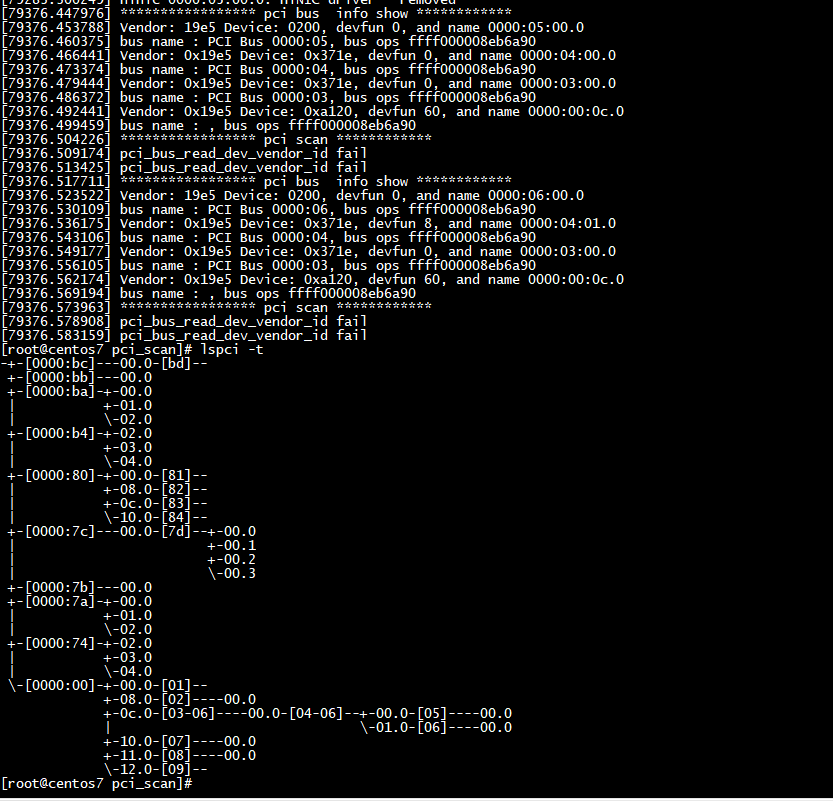 [79376.447976] ***************** pci bus  info show ************
[79376.453788] Vendor: 19e5 Device: 0200, devfun 0, and name 0000:05:00.0
[79376.460375] bus name : PCI Bus 0000:05, bus ops ffff000008eb6a90
[79376.466441] Vendor: 0x19e5 Device: 0x371e, devfun 0, and name 0000:04:00.0
[79376.473374] bus name : PCI Bus 0000:04, bus ops ffff000008eb6a90
[79376.479444] Vendor: 0x19e5 Device: 0x371e, devfun 0, and name 0000:03:00.0
[79376.486372] bus name : PCI Bus 0000:03, bus ops ffff000008eb6a90
[79376.492441] Vendor: 0x19e5 Device: 0xa120, devfun 60, and name 0000:00:0c.0
[79376.499459] bus name : , bus ops ffff000008eb6a90
[79376.504226] ***************** pci scan ************
[79376.509174] pci_bus_read_dev_vendor_id fail
[79376.513425] pci_bus_read_dev_vendor_id fail
[79376.517711] ***************** pci bus  info show ************
[79376.523522] Vendor: 19e5 Device: 0200, devfun 0, and name 0000:06:00.0
[79376.530109] bus name : PCI Bus 0000:06, bus ops ffff000008eb6a90
[79376.536175] Vendor: 0x19e5 Device: 0x371e, devfun 8, and name 0000:04:01.0
[79376.543106] bus name : PCI Bus 0000:04, bus ops ffff000008eb6a90
[79376.549177] Vendor: 0x19e5 Device: 0x371e, devfun 0, and name 0000:03:00.0
[79376.556105] bus name : PCI Bus 0000:03, bus ops ffff000008eb6a90
[79376.562174] Vendor: 0x19e5 Device: 0xa120, devfun 60, and name 0000:00:0c.0
[79376.569194] bus name : , bus ops ffff000008eb6a90
[79376.573963] ***************** pci scan ************
[79376.578908] pci_bus_read_dev_vendor_id fail
[79376.583159] pci_bus_read_dev_vendor_id fail
[root@centos7 pci_scan]# lspci -t
-+-[0000:bc]---00.0-[bd]--
 +-[0000:bb]---00.0
 +-[0000:ba]-+-00.0
 |           +-01.0
 |           \-02.0
 +-[0000:b4]-+-02.0
 |           +-03.0
 |           \-04.0
 +-[0000:80]-+-00.0-[81]--
 |           +-08.0-[82]--
 |           +-0c.0-[83]--
 |           \-10.0-[84]--
 +-[0000:7c]---00.0-[7d]--+-00.0
 |                        +-00.1
 |                        +-00.2
 |                        \-00.3
 +-[0000:7b]---00.0
 +-[0000:7a]-+-00.0
 |           +-01.0
 |           \-02.0
 +-[0000:74]-+-02.0
 |           +-03.0
 |           \-04.0
 \-[0000:00]-+-00.0-[01]--
             +-08.0-[02]----00.0
             +-0c.0-[03-06]----00.0-[04-06]--+-00.0-[05]----00.0
             |                               \-01.0-[06]----00.0
             +-10.0-[07]----00.0
             +-11.0-[08]----00.0
             \-12.0-[09]--
[root@centos7 pci_scan]#